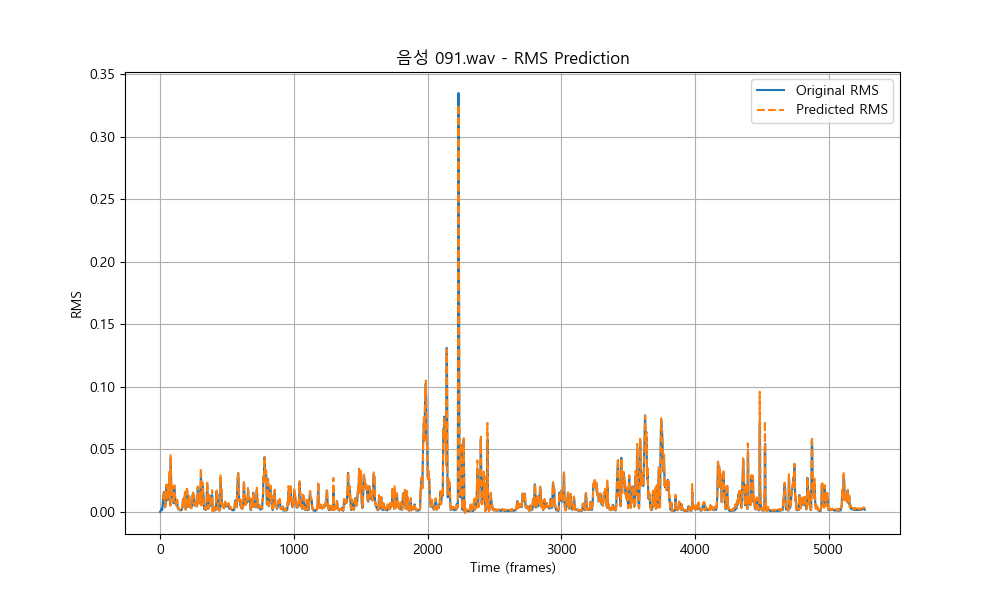 음성 091.wav - RMS Prediction
Original RMS
Predicted RMS
0.35
0.30
0.25
0.20
0.15
0.10
0.05
0.00
RMS
0 1000 2000 3000 4000 5000
Time (frames)